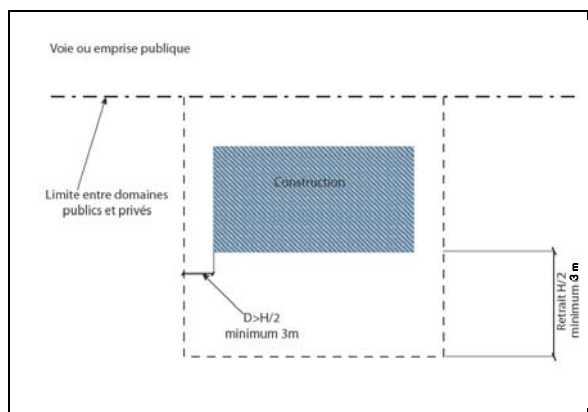 Voie ou emprise publique
Limite entre domaines
publics et privés
Construction
D>H/2
minimum 3m
Retrait H/2
minimum 3 m